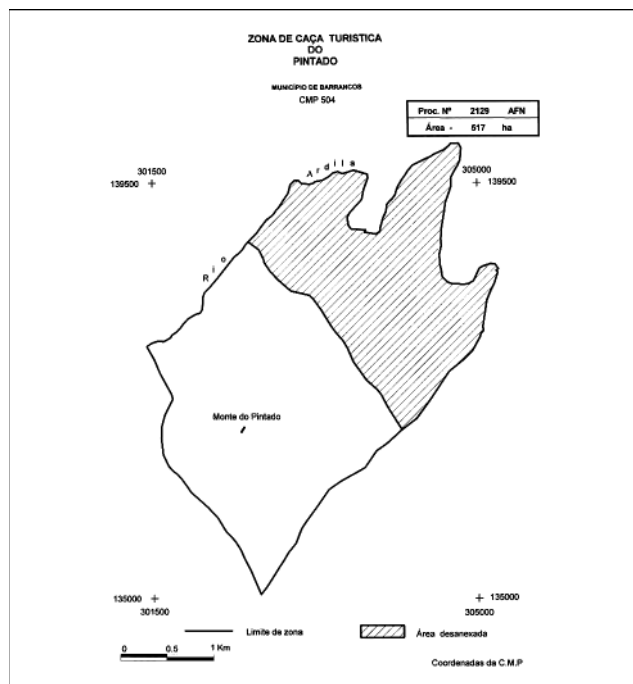 ZONA DE CAÇA TURISTICA
DO
PINTADO
MUNICÍPIO DE BARRANCOS
CMP 504
Proc. Nº 2129 AFN
Área - 517 ha
301500
139500
305000
139500
Rio Ardila
Monte do Pintado
135000
301500
135000
305000
Limite de zona
Área desanexada
0 0.5 1 Km
Coordenadas da C.M.P